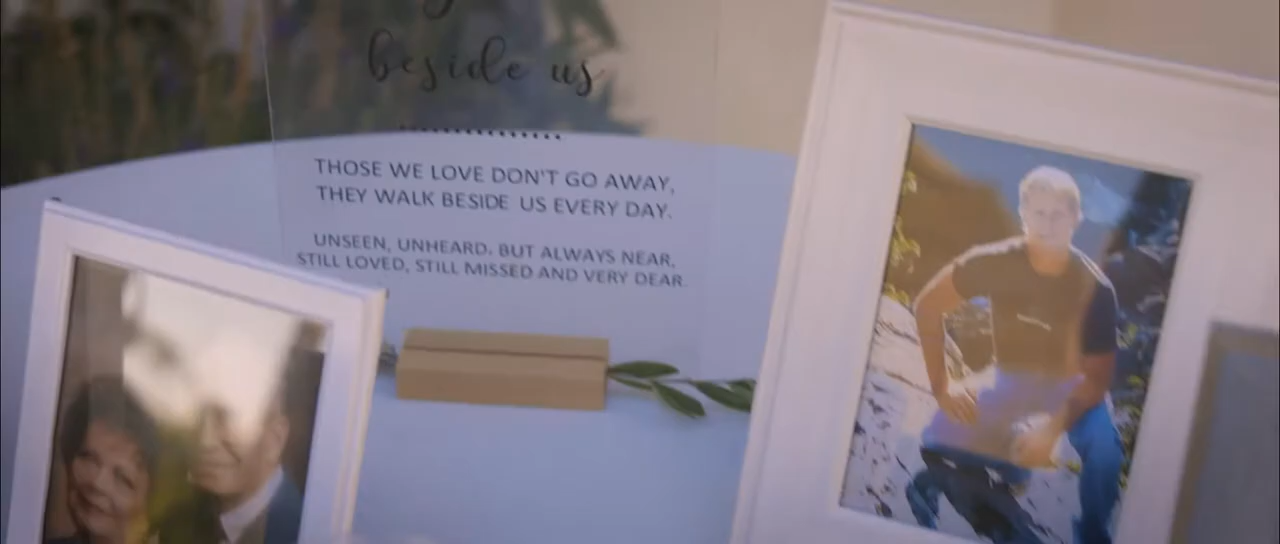 beside us
THOSE WE LOVE DON'T GO AWAY,
THEY WALK BESIDE US EVERY DAY.
UNSEEN, UNHEARD, BUT ALWAYS NEAR,
STILL LOVED, STILL MISSED AND VERY DEAR.